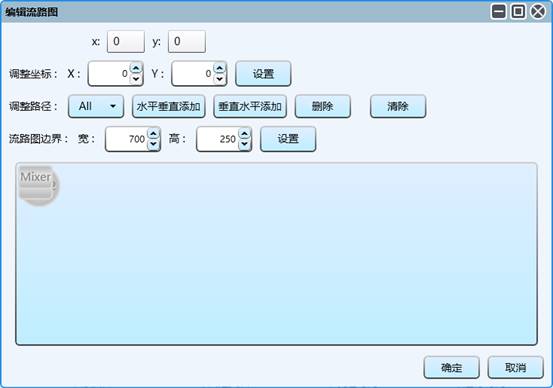 编辑流路图
x: 0 y: 0
调整坐标： X： 0 Y： 0 设置
调整路径： All 水平垂直添加 垂直水平添加 删除 清除
流路图边界： 宽： 700 高： 250 设置
Mixer
确定 取消